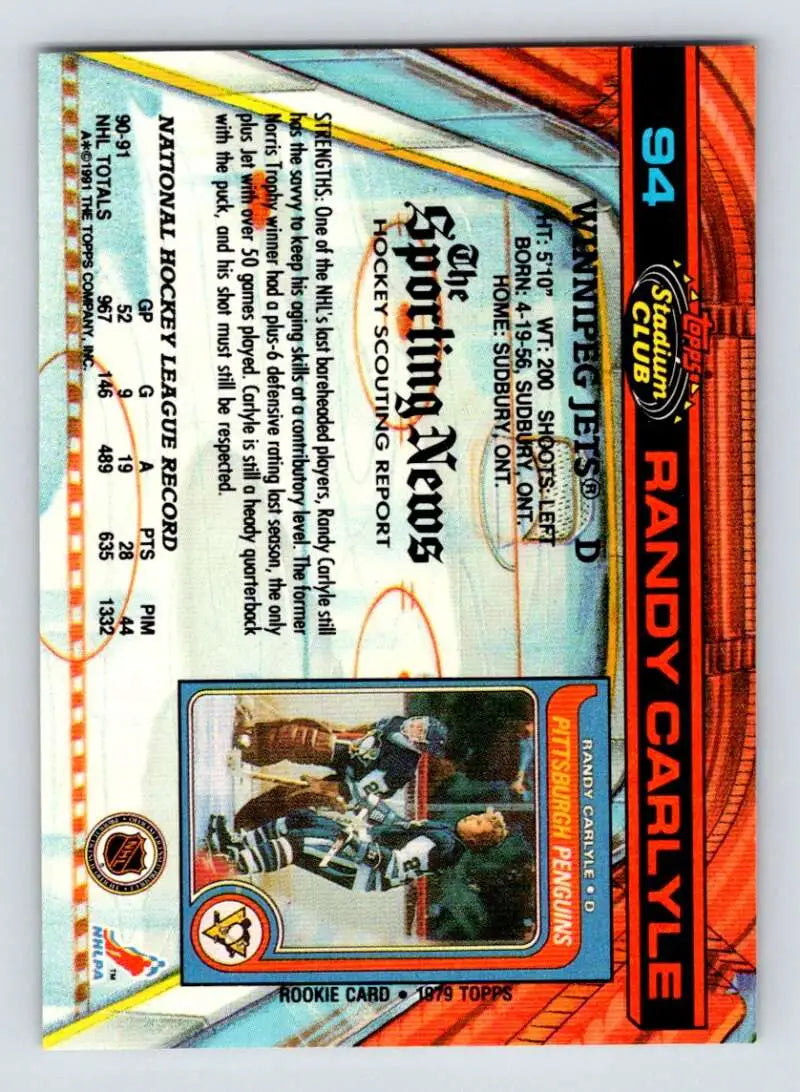 94
Topps
Stadium
CLUB
RANDY CARLYLE
WINNIPEG JETS® D
HT: 5'10" WT: 200 SHOOTS: LEFT
BORN: 4-19-56, SUDBURY, ONT.
HOME: SUDBURY, ONT.
The
Sporting News
HOCKEY SCOUTING REPORT
STRENGTHS: One of the NHL's last bareheaded players, Randy Carlyle still
has the savvy to keep his aging skills at a contributory level. The former
Norris Trophy winner had a plus-6 defensive rating last season, the only
plus Jet with over 50 games played. Carlyle is still a heady quarterback
with the puck, and his shot must still be respected.
NATIONAL HOCKEY LEAGUE RECORD
GP G A PTS PIM
90-91 52 9 19 28 44
NHL TOTALS 967 146 489 635 1332
A*©1991 THE TOPPS COMPANY, INC.
RANDY CARLYLE • D
PITTSBURGH PENGUINS
ROOKIE CARD • 1979 TOPPS
NHL
NHLPA
TM